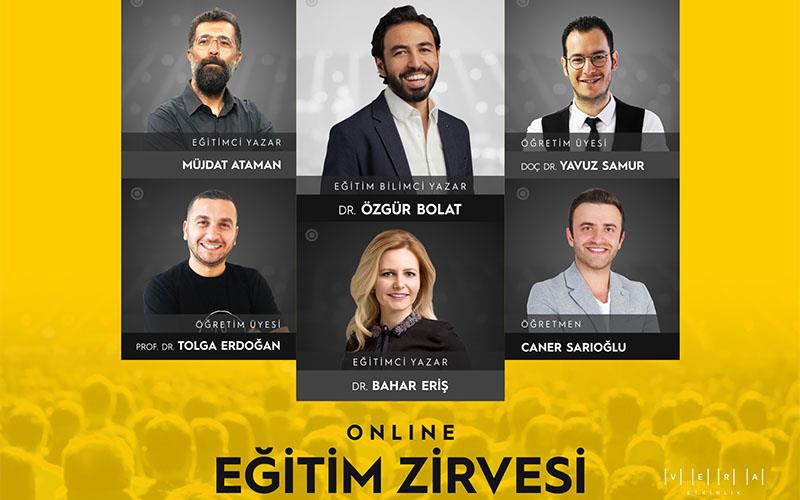 EĞİTİMCİ YAZAR
MÜJDAT ATAMAN
EĞİTİM BİLİMCİ YAZAR
DR. ÖZGÜR BOLAT
ÖĞRETİM ÜYESİ
DOÇ DR. YAVUZ SAMUR
ÖĞRETİM ÜYESİ
PROF. DR. TOLGA ERDOĞAN
EĞİTİMCİ YAZAR
DR. BAHAR ERİŞ
ÖĞRETMEN
CANER SARIOĞLU
ONLINE
EĞİTİM ZİRVESİ
VERA
ETKİNLİK